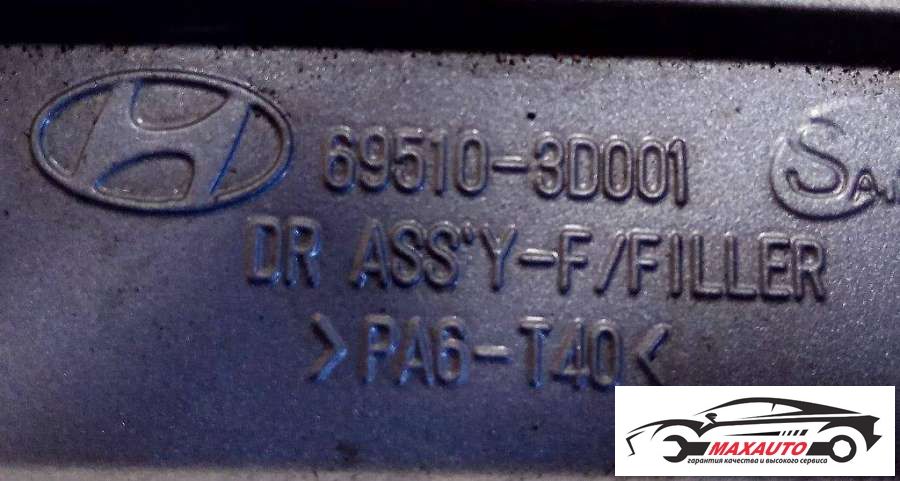 69510-3D001
DR ASS'Y-F/FILLER
>PA6-T40<
MAXAUTO
гарантия качества и высокого сервиса